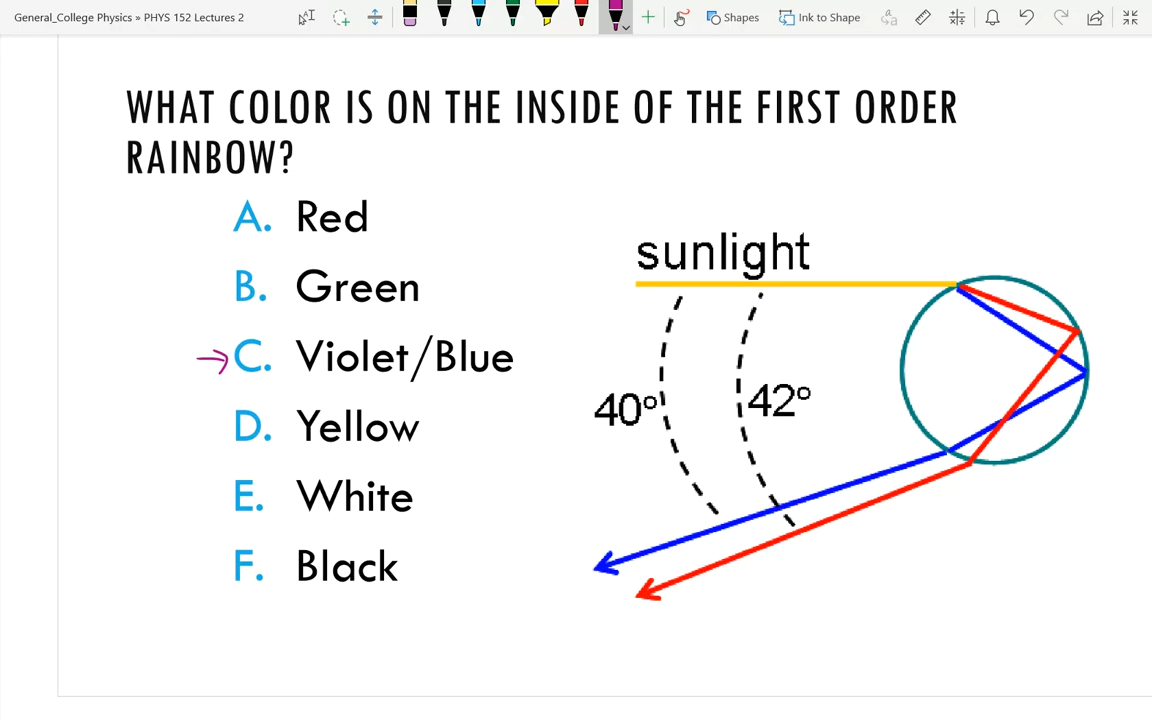 General_College Physics » PHYS 152 Lectures 2
Shapes
Ink to Shape
WHAT COLOR IS ON THE INSIDE OF THE FIRST ORDER
RAINBOW?
A. Red
B. Green
C. Violet/Blue
D. Yellow
E. White
F. Black
sunlight
40°
42°